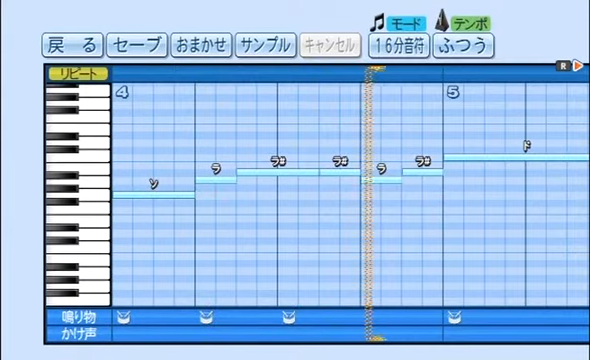 モード テンポ
戻る セーブ おまかせ サンプル キャンセル 16分音符 ふつう
リピート R
4 5
ド
ラ ラ# ラ# ラ ラ#
ソ
鳴り物
かけ声